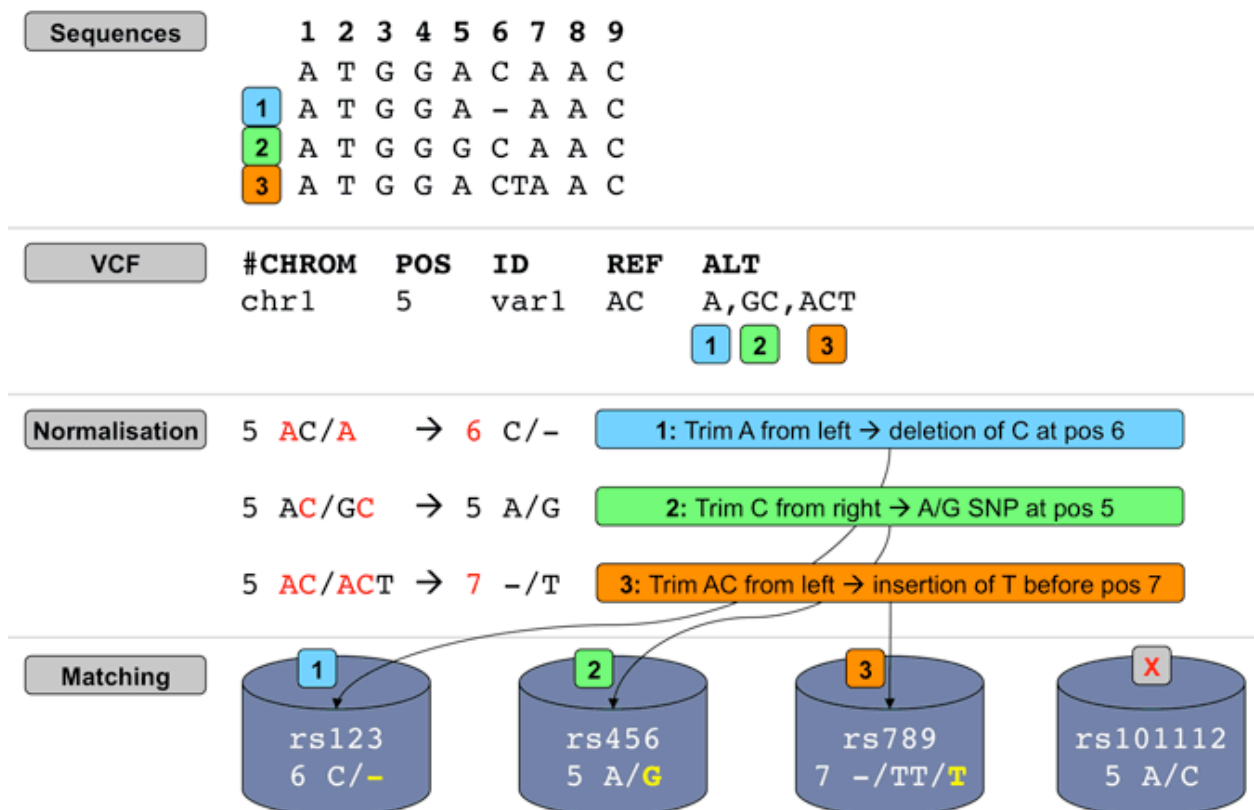 Sequences 1 2 3 4 5 6 7 8 9
A T G G A C A A C
1 A T G G A - A A C
2 A T G G G C A A C
3 A T G G A CTA A C
VCF #CHROM POS ID REF ALT
chr1 5 var1 AC A,GC,ACT
1 2 3
Normalisation 5 AC/A → 6 C/- 1: Trim A from left → deletion of C at pos 6
5 AC/GC → 5 A/G 2: Trim C from right → A/G SNP at pos 5
5 AC/ACT → 7 -/T 3: Trim AC from left → insertion of T before pos 7
Matching 1 2 3 X
rs123 rs456 rs789 rs101112
6 C/- 5 A/G 7 -/TT/T 5 A/C